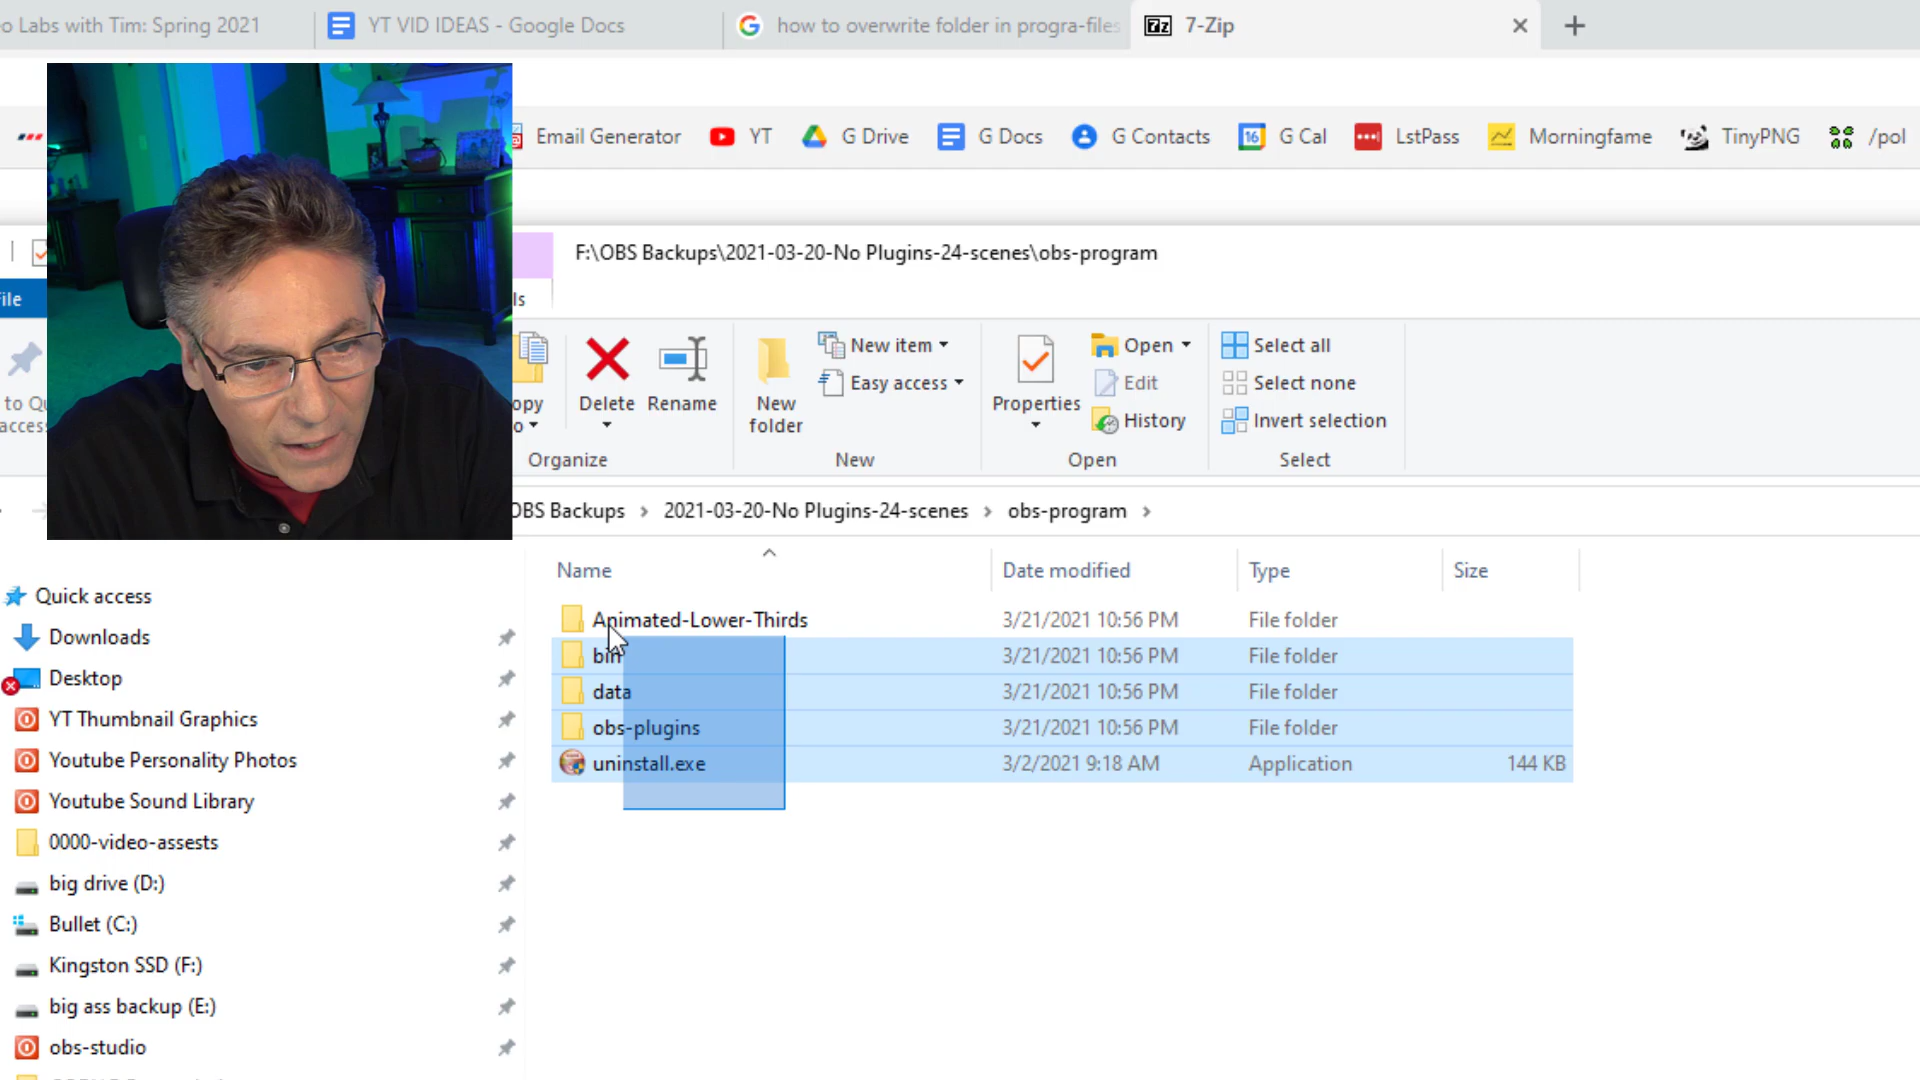 o Labs with Tim: Spring 2021
YT VID IDEAS - Google Docs
how to overwrite folder in progra-files
7-Zip
Email Generator
YT
G Drive
G Docs
G Contacts
16
G Cal
LstPass
Morningfame
TinyPNG
/pol
F:\OBS Backups\2021-03-20-No Plugins-24-scenes\obs-program
ile
ls
to Qu
access
opy
o
Delete
Rename
Organize
New
folder
New item
Easy access
New
Properties
Open
Edit
History
Open
Select all
Select none
Invert selection
Select
OBS Backups > 2021-03-20-No Plugins-24-scenes > obs-program >
Name Date modified Type Size
Animated-Lower-Thirds 3/21/2021 10:56 PM File folder
bin 3/21/2021 10:56 PM File folder
data 3/21/2021 10:56 PM File folder
obs-plugins 3/21/2021 10:56 PM File folder
uninstall.exe 3/2/2021 9:18 AM Application 144 KB
Quick access
Downloads
Desktop
YT Thumbnail Graphics
Youtube Personality Photos
Youtube Sound Library
0000-video-assests
big drive (D:)
Bullet (C:)
Kingston SSD (F:)
big ass backup (E:)
obs-studio